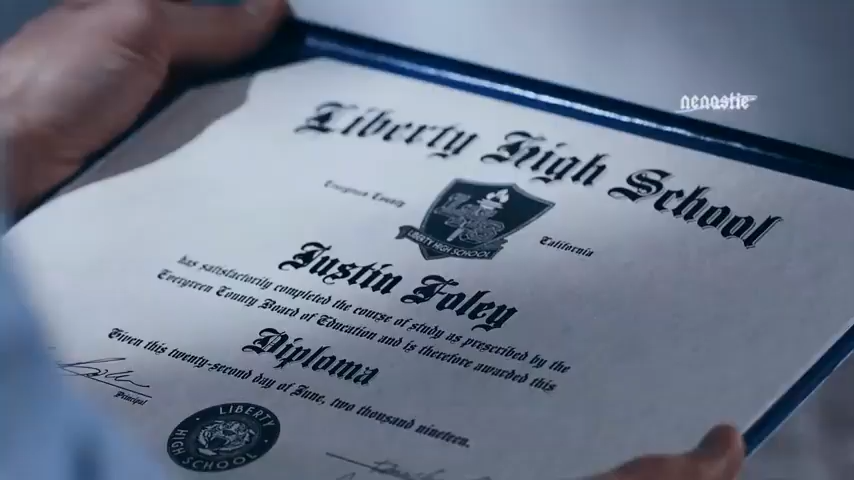 nenastie
Liberty High School
Evergreen County
LHS
LIBERTY HIGH SCHOOL
California
Justin Foley
has satisfactorily completed the course of study as prescribed by the
Evergreen County Board of Education and is therefore awarded this
Diploma
Given this twenty-second day of June, two thousand nineteen.
Principal
LIBERTY
HIGH SCHOOL